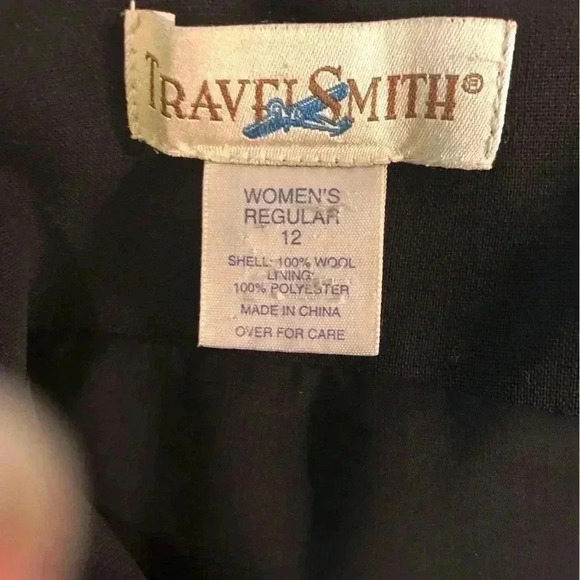 TRAVELSMITH®
WOMEN'S
REGULAR
12
SHELL: 100% WOOL
LINING:
100% POLYESTER
MADE IN CHINA
OVER FOR CARE